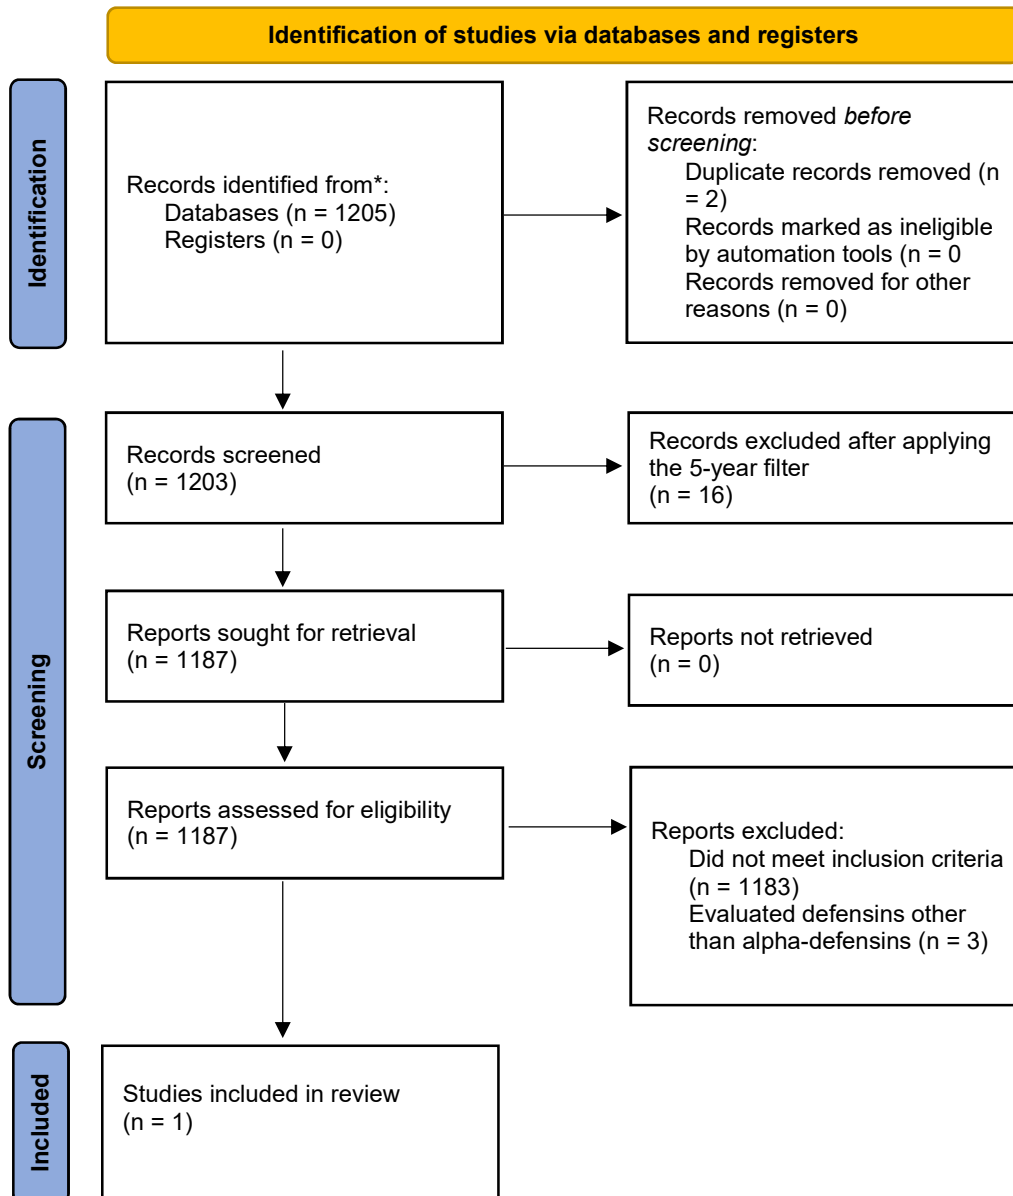 Identification of studies via databases and registers
Identification
Records identified from*:
Databases (n = 1205)
Registers (n = 0)
Records removed before
screening:
Duplicate records removed (n
= 2)
Records marked as ineligible
by automation tools (n = 0
Records removed for other
reasons (n = 0)
Screening
Records screened
(n = 1203)
Records excluded after applying
the 5-year filter
(n = 16)
Reports sought for retrieval
(n = 1187)
Reports not retrieved
(n = 0)
Reports assessed for eligibility
(n = 1187)
Reports excluded:
Did not meet inclusion criteria
(n = 1183)
Evaluated defensins other
than alpha-defensins (n = 3)
Included
Studies included in review
(n = 1)